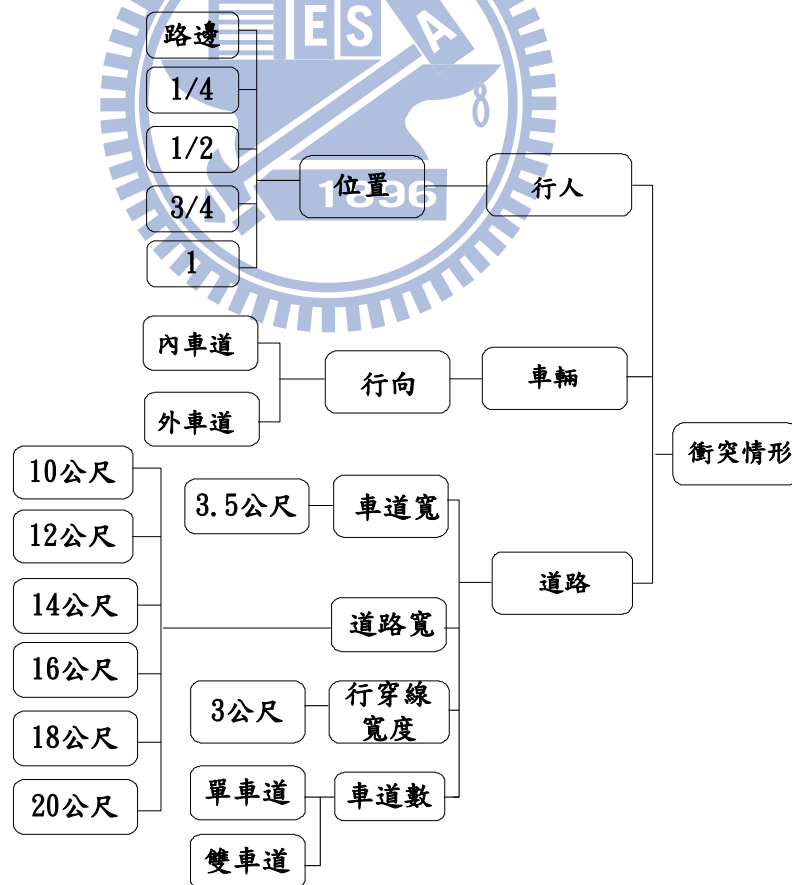 路邊
1/4
1/2
3/4
1
位置
行人
ES
A
1896
內車道
外車道
行向
車輛
衝突情形
10公尺
12公尺
14公尺
16公尺
18公尺
20公尺
3.5公尺
車道寬
道路
道路寬
3公尺
行穿線
寬度
單車道
雙車道
車道數